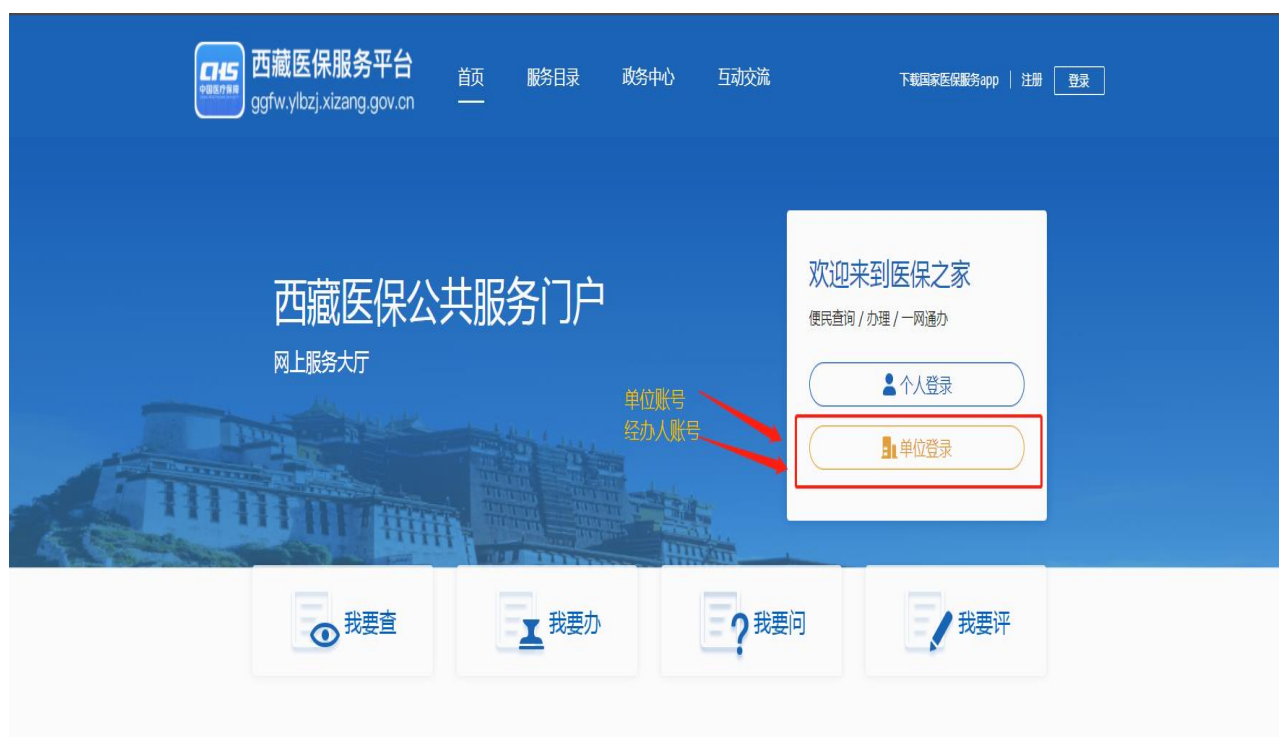 CHS
中国医疗保障
西藏医保服务平台
ggfw.ylbzj.xizang.gov.cn
首页
服务目录
政务中心
互动交流
下载国家医保服务app
注册
登录
西藏医保公共服务门户
网上服务大厅
欢迎来到医保之家
便民查询 / 办理 / 一网通办
个人登录
单位登录
单位账号
经办人账号
我要查
我要办
我要问
我要评